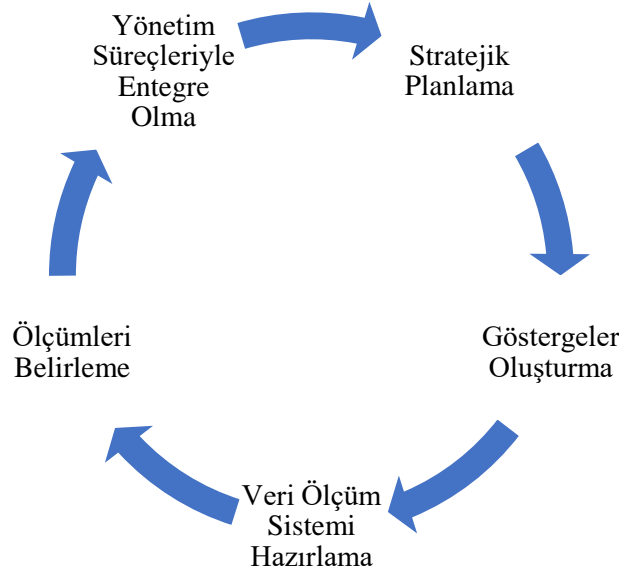 Yönetim
Süreçleriyle
Entegre
Olma
Stratejik
Planlama
Göstergeler
Oluşturma
Veri Ölçüm
Sistemi
Hazırlama
Ölçümleri
Belirleme